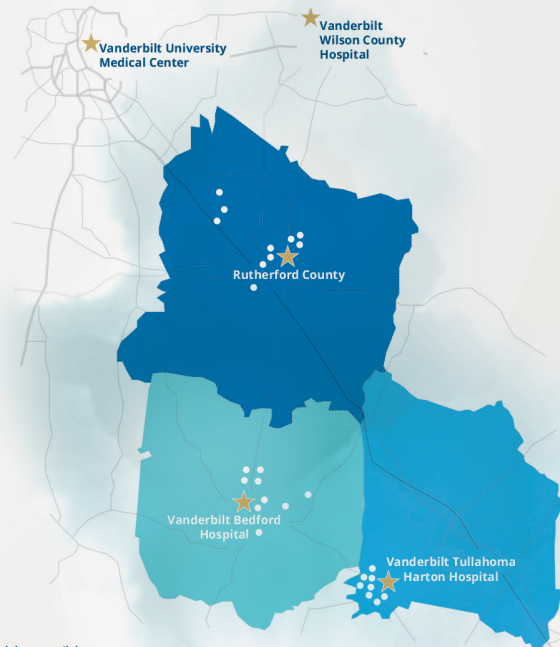 Vanderbilt University
Medical Center
Vanderbilt
Wilson County
Hospital
Rutherford County
Vanderbilt Bedford
Hospital
Vanderbilt Tullahoma
Harton Hospital